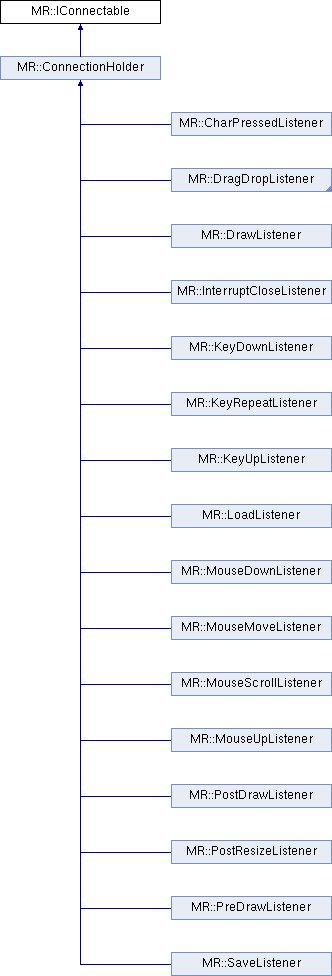 MR::IConnectable
MR::ConnectionHolder
MR::CharPressedListener
MR::DragDropListener
MR::DrawListener
MR::InterruptCloseListener
MR::KeyDownListener
MR::KeyRepeatListener
MR::KeyUpListener
MR::LoadListener
MR::MouseDownListener
MR::MouseMoveListener
MR::MouseScrollListener
MR::MouseUpListener
MR::PostDrawListener
MR::PostResizeListener
MR::PreDrawListener
MR::SaveListener